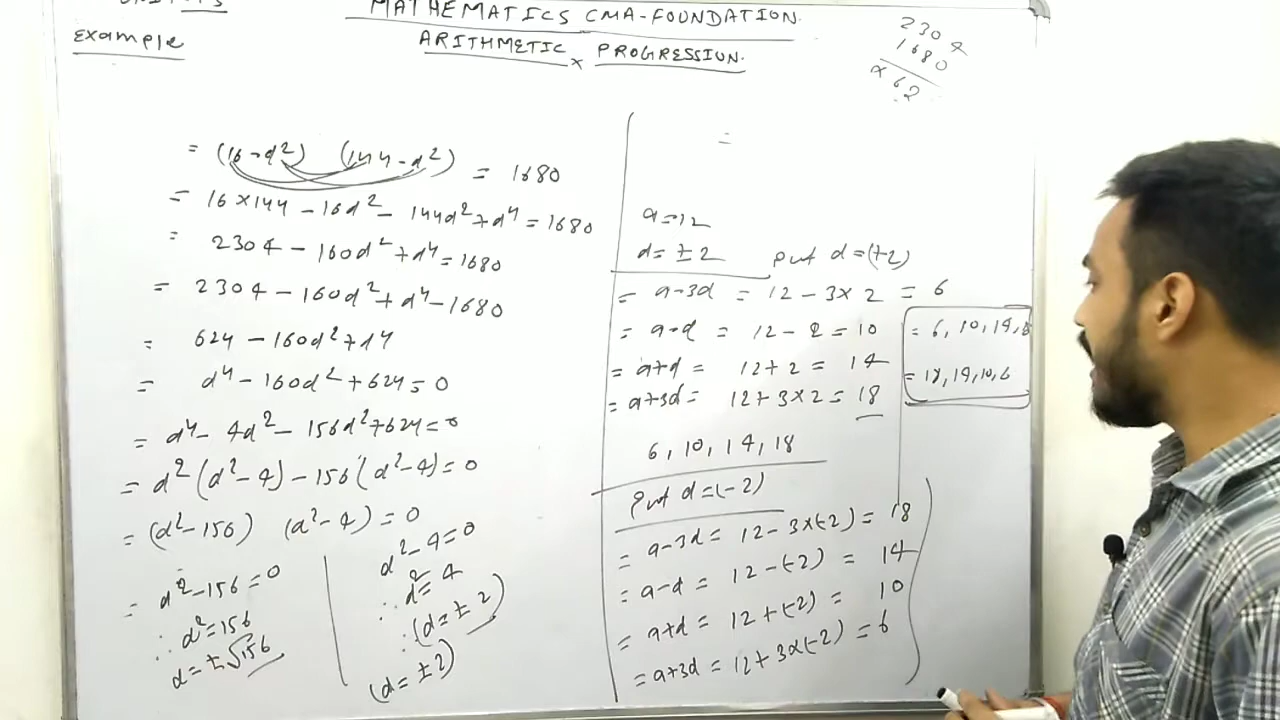 MATHEMATICS CMA-FOUNDATION.
example
ARITHMETIC × PROGRESSION.
2304
1680
× 62
= (16-d²) (144-d²) = 1680
= 16×144 - 16d² - 144d²+d⁴ = 1680
= 2304 - 160d²+d⁴=1680
= 2304 - 160d²+d⁴-1680
= 624 - 160d²+d⁴
= d⁴-160d²+624=0
= d⁴- 4d²- 156d²+624=0
= d²(d²-4)-156(d²-4)=0
= (d²-156) (d²-4)=0
= d²-156=0
∴ d²=156
d=±√156
d²-4=0
∴ d²=4
∴ (d=±2)
(d=±2)
=
a=12
d=±2 put d=(+2)
= a-3d = 12-3×2 = 6
= a-d = 12-2=10
= a+d = 12+2 = 14
= a+3d = 12+3×2=18
6, 10, 14, 18
= 6, 10, 14, 18
= 18, 14, 10, 6
Put d=(-2)
= a-3d = 12-3×(-2) = 18
= a-d = 12-(-2) = 14
= a+d = 12+(-2) = 10
= a+3d = 12+3×(-2) = 6